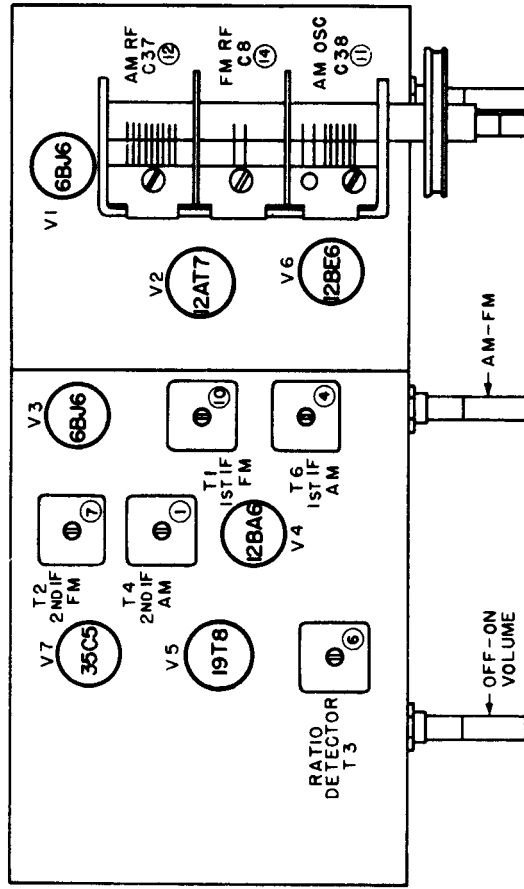 V7
35C5
T2
2ND IF
FM
7
V3
6BJ6
V1
6BJ6
AM RF
C37
12
T4
2ND IF
AM
1
V5
19T8
T1
1ST IF
FM
10
V2
12AT7
FM RF
C8
14
12BA6
V4
T6
1ST IF
AM
4
V6
12BE6
AM OSC
C38
11
RATIO
DETECTOR
T3
6
OFF-ON
VOLUME
AM-FM